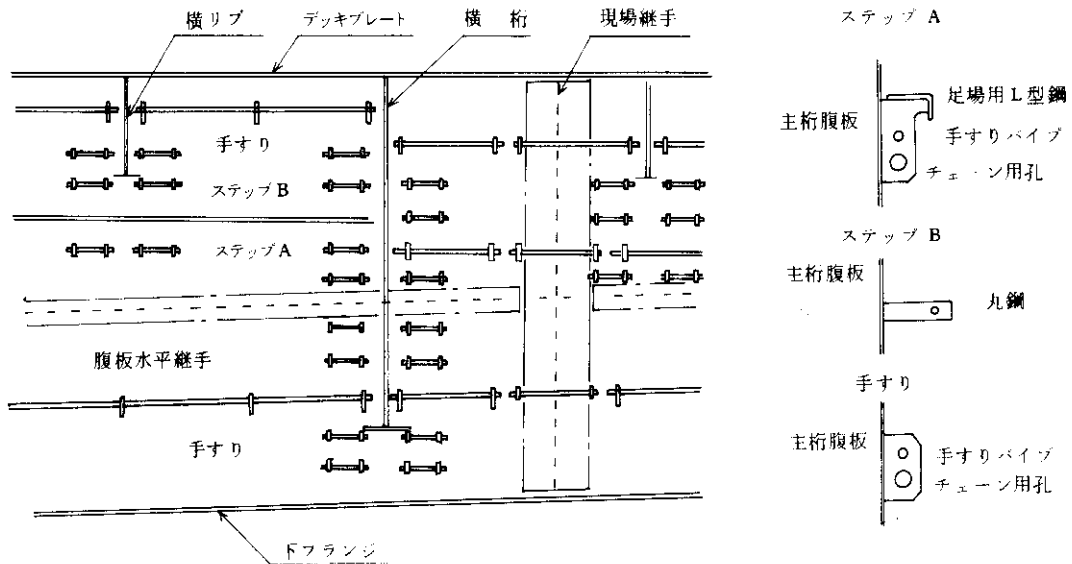 横リブ
デッキプレート
横桁
現場継手
手すり
ステップB
ステップA
腹板水平継手
手すり
下フランジ
ステップ A
主桁腹板
足場用L型鋼
手すりパイプ
チェーン用孔
ステップ B
主桁腹板
丸鋼
手すり
主桁腹板
手すりパイプ
チェーン用孔